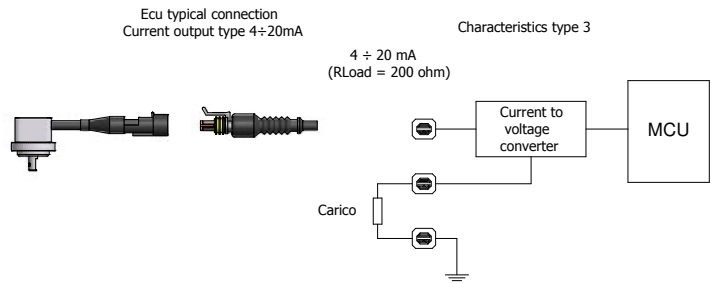 Ecu typical connection
Current output type 4÷20mA
Characteristics type 3
4 ÷ 20 mA
(RLoad = 200 ohm)
Current to
voltage
converter
MCU
Carico